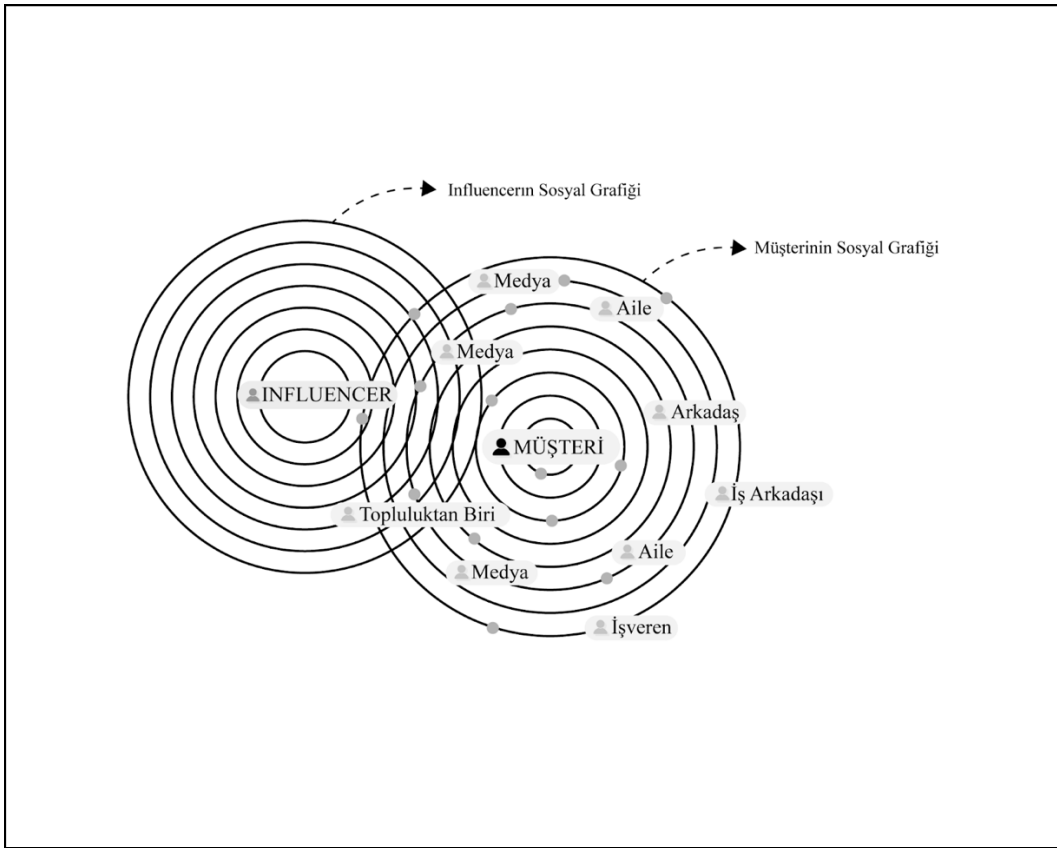 Influencerın Sosyal Grafiği
Müşterinin Sosyal Grafiği
Medya
Aile
Medya
INFLUENCER
Arkadaş
MÜŞTERİ
İş Arkadaşı
Topluluktan Biri
Aile
Medya
İşveren